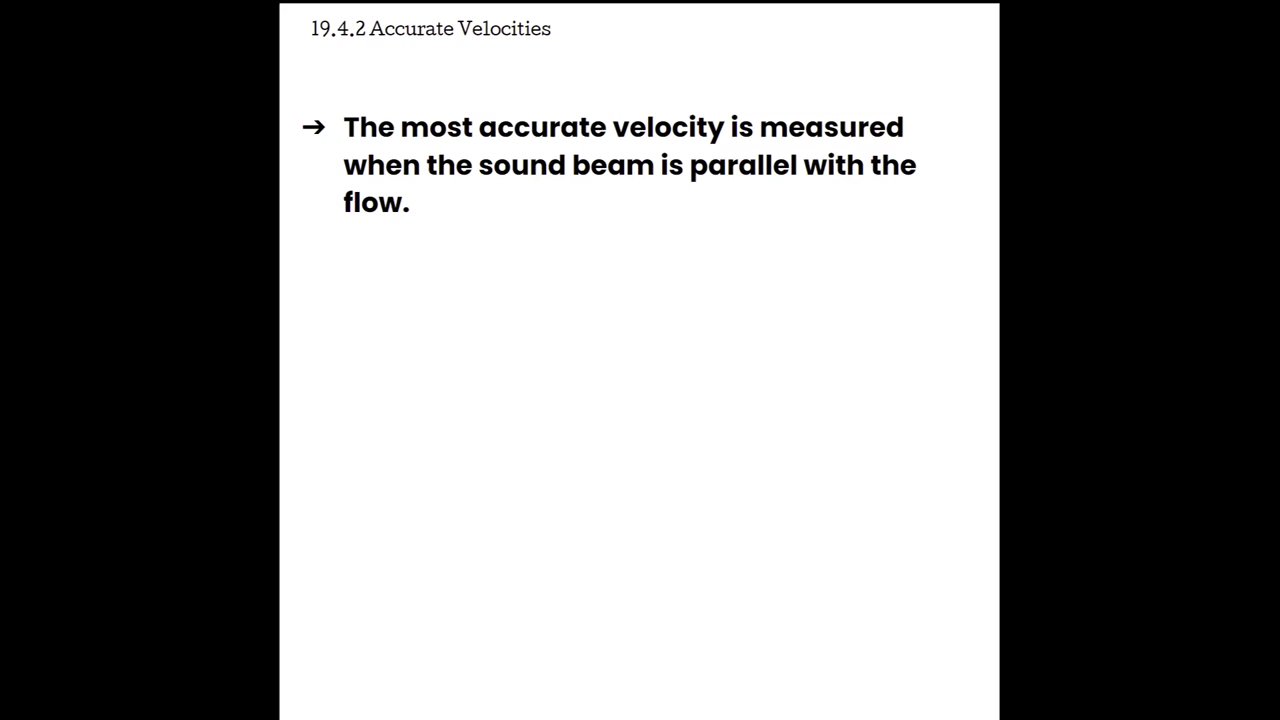 19.4.2 Accurate Velocities
➔ The most accurate velocity is measured
when the sound beam is parallel with the
flow.